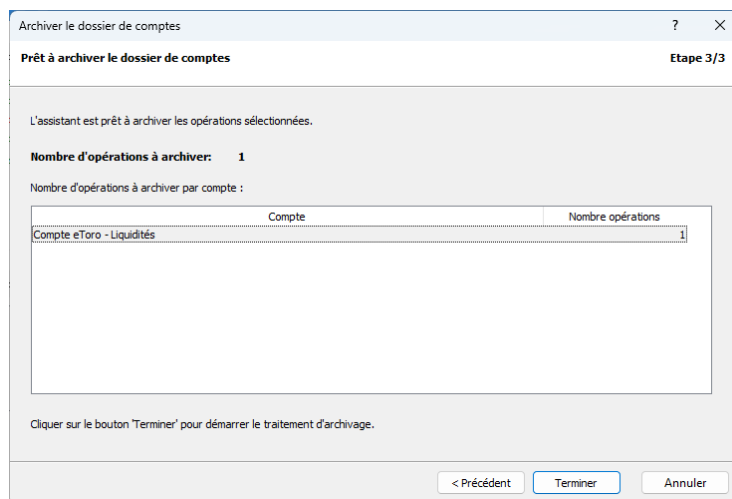 Archiver le dossier de comptes ?
Prêt à archiver le dossier de comptes Etape 3/3
L'assistant est prêt à archiver les opérations sélectionnées.
Nombre d'opérations à archiver: 1
Nombre d'opérations à archiver par compte :
Compte Nombre opérations
Compte eToro - Liquidités 1
Cliquer sur le bouton 'Terminer' pour démarrer le traitement d'archivage.
< Précédent Terminer Annuler